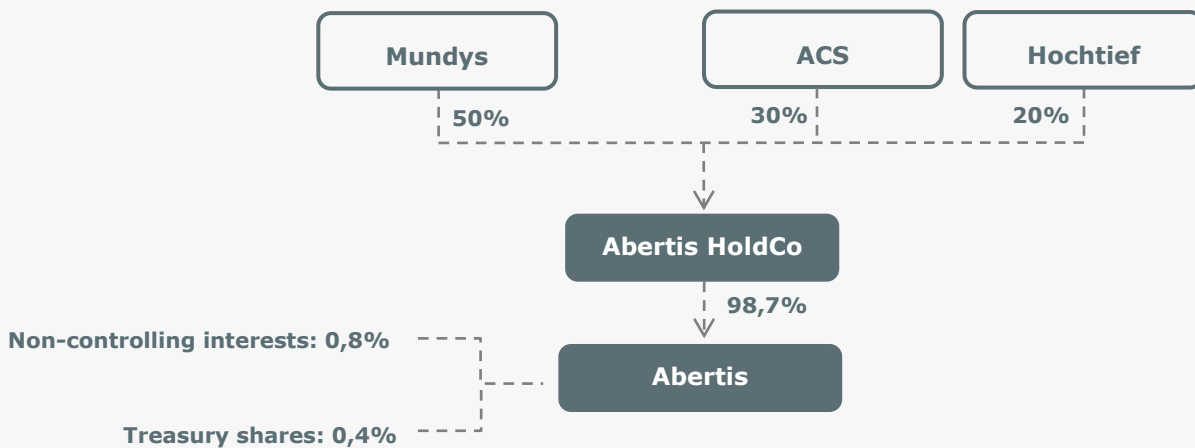 Mundys
ACS
Hochtief
50%
30%
20%
Abertis HoldCo
98,7%
Non-controlling interests: 0,8%
Abertis
Treasury shares: 0,4%